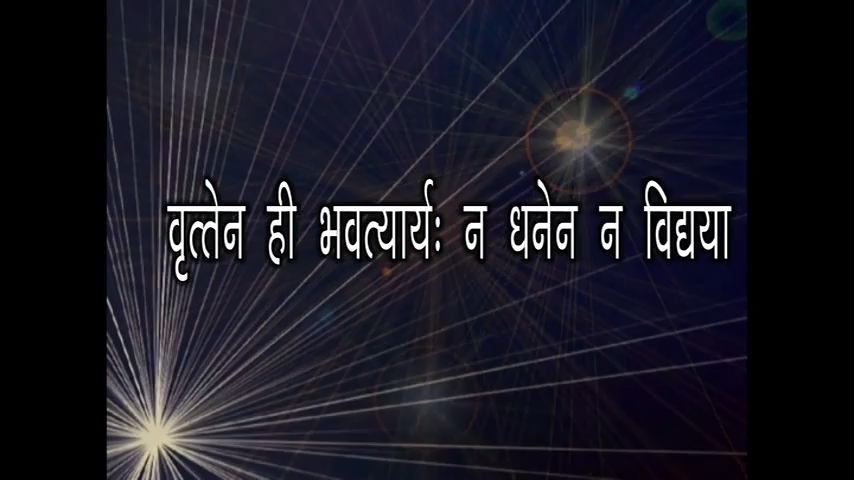 वृत्तेन ही भवत्यार्यः न धनेन न विद्यया